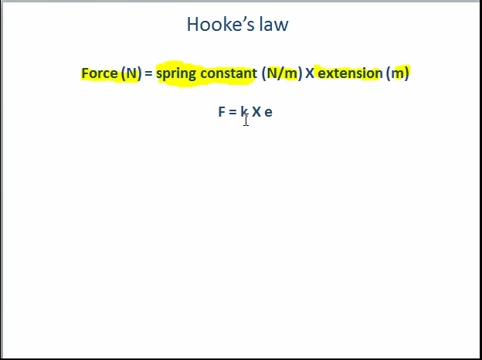 Hooke's law
Force (N) = spring constant (N/m) X extension (m)
F = k X e